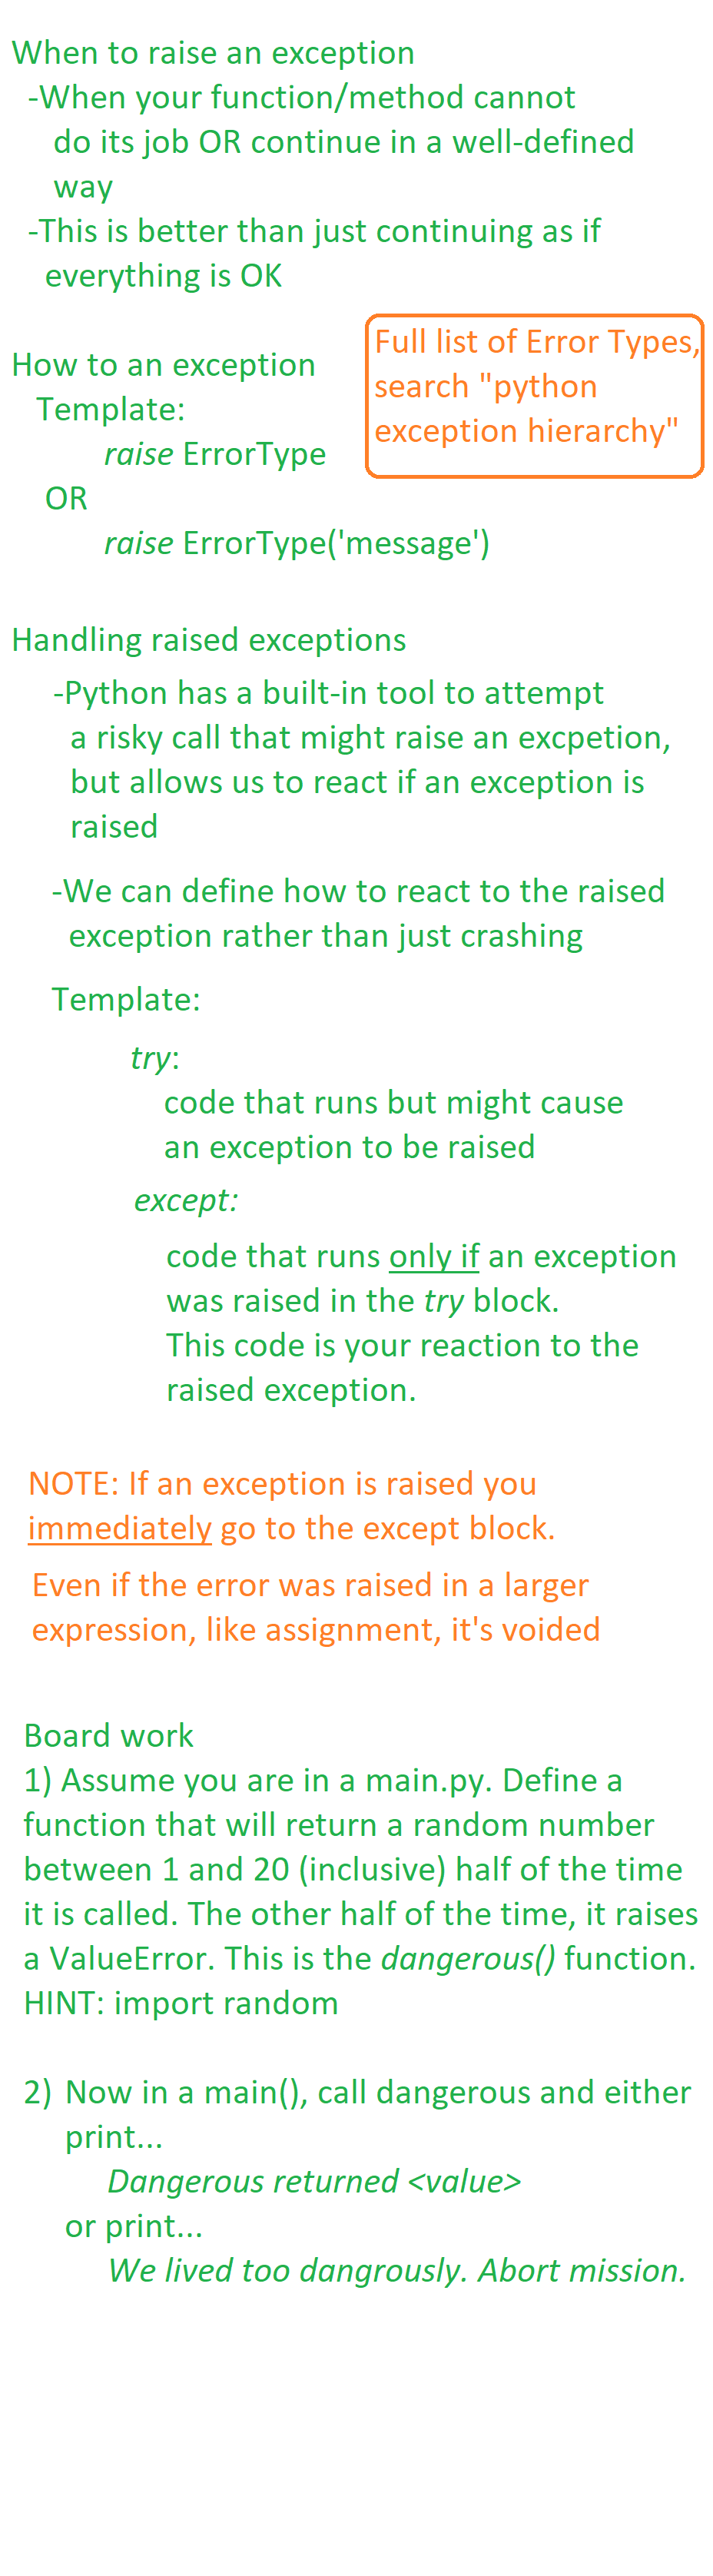 When to raise an exception
-When your function/method cannot
do its job OR continue in a well-defined
way
-This is better than just continuing as if
everything is OK
Full list of Error Types,
search "python
exception hierarchy"
How to an exception
Template:
raise ErrorType
OR
raise ErrorType('message')
Handling raised exceptions
-Python has a built-in tool to attempt
a risky call that might raise an excpetion,
but allows us to react if an exception is
raised
-We can define how to react to the raised
exception rather than just crashing
Template:
try:
code that runs but might cause
an exception to be raised
except:
code that runs only if an exception
was raised in the try block.
This code is your reaction to the
raised exception.
NOTE: If an exception is raised you
immediately go to the except block.
Even if the error was raised in a larger
expression, like assignment, it's voided
Board work
1) Assume you are in a main.py. Define a
function that will return a random number
between 1 and 20 (inclusive) half of the time
it is called. The other half of the time, it raises
a ValueError. This is the dangerous() function.
HINT: import random
2) Now in a main(), call dangerous and either
print...
Dangerous returned <value>
or print...
We lived too dangrously. Abort mission.